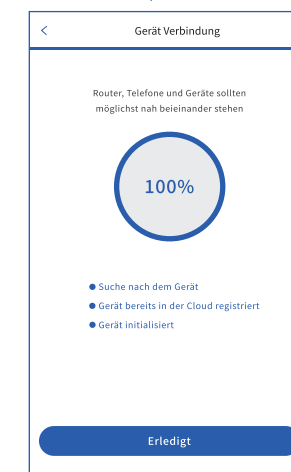 Gerät Verbindung
Router, Telefone und Geräte sollten
möglichst nah beieinander stehen
100%
Suche nach dem Gerät
Gerät bereits in der Cloud registriert
Gerät initialisiert
Erledigt